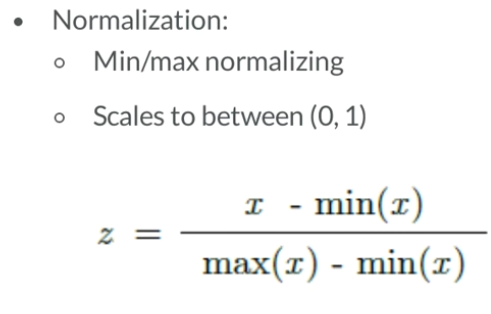 • Normalization:
○ Min/max normalizing
○ Scales to between (0, 1)
x - min(x)
z =
max(x) - min(x)